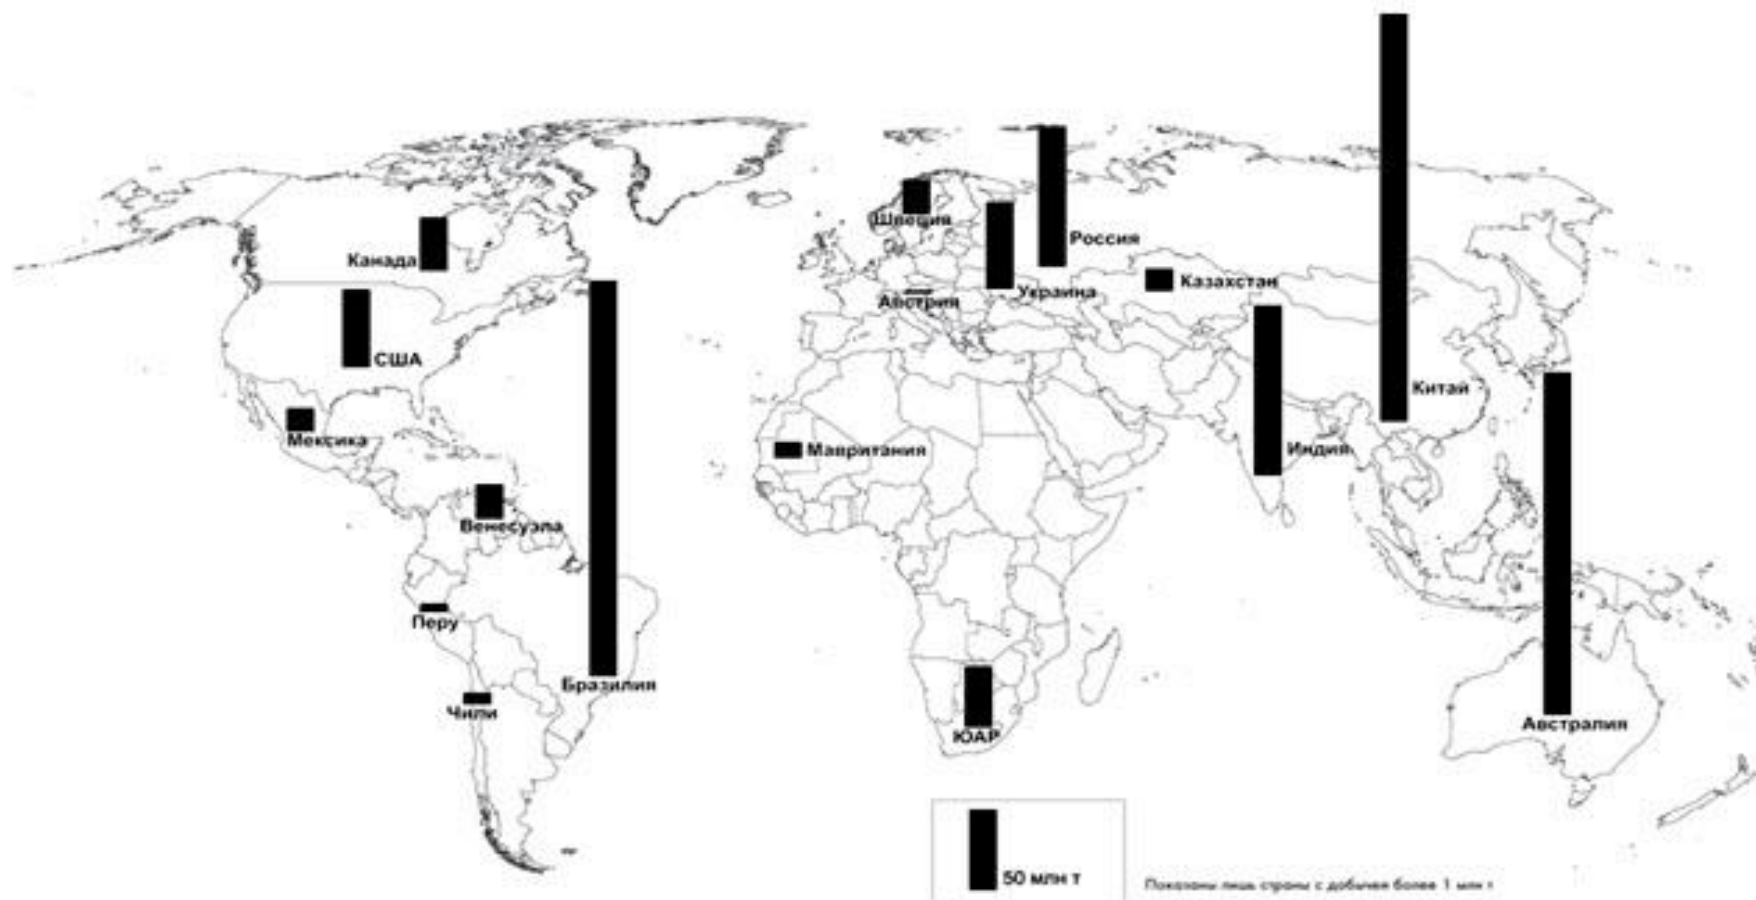 Швеция
Россия
Канада
Казахстан
Украина
Австрия
США
Китай
Мексика
Мавритания
Индия
Венесуэла
Перу
Бразилия
Чили
Австралия
ЮАР
50 млн т
Показаны лишь страны с добычей более 1 млн т